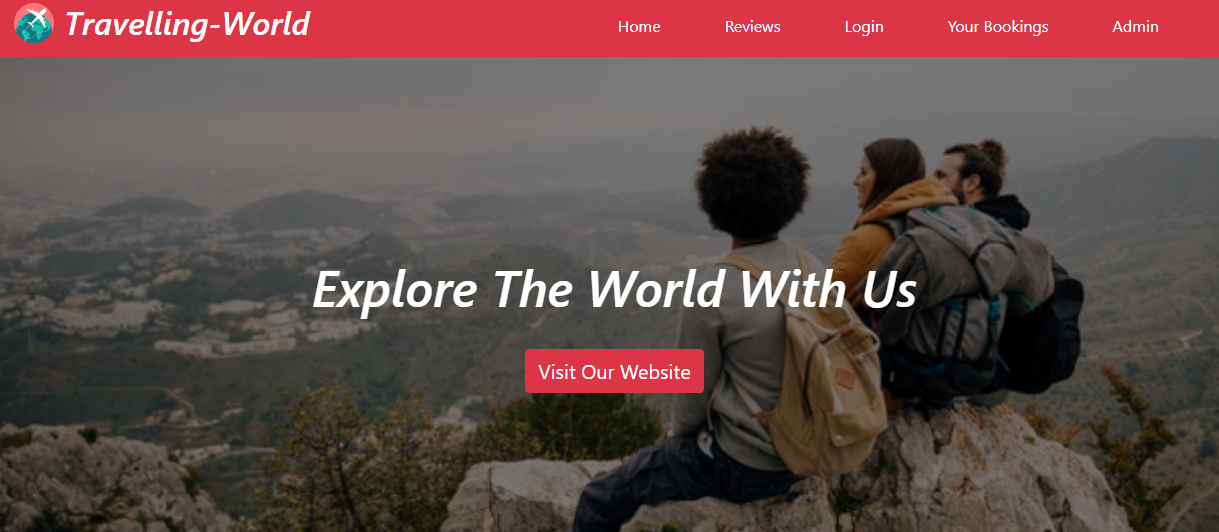 Travelling-World
Home
Reviews
Login
Your Bookings
Admin
Explore The World With Us
Visit Our Website